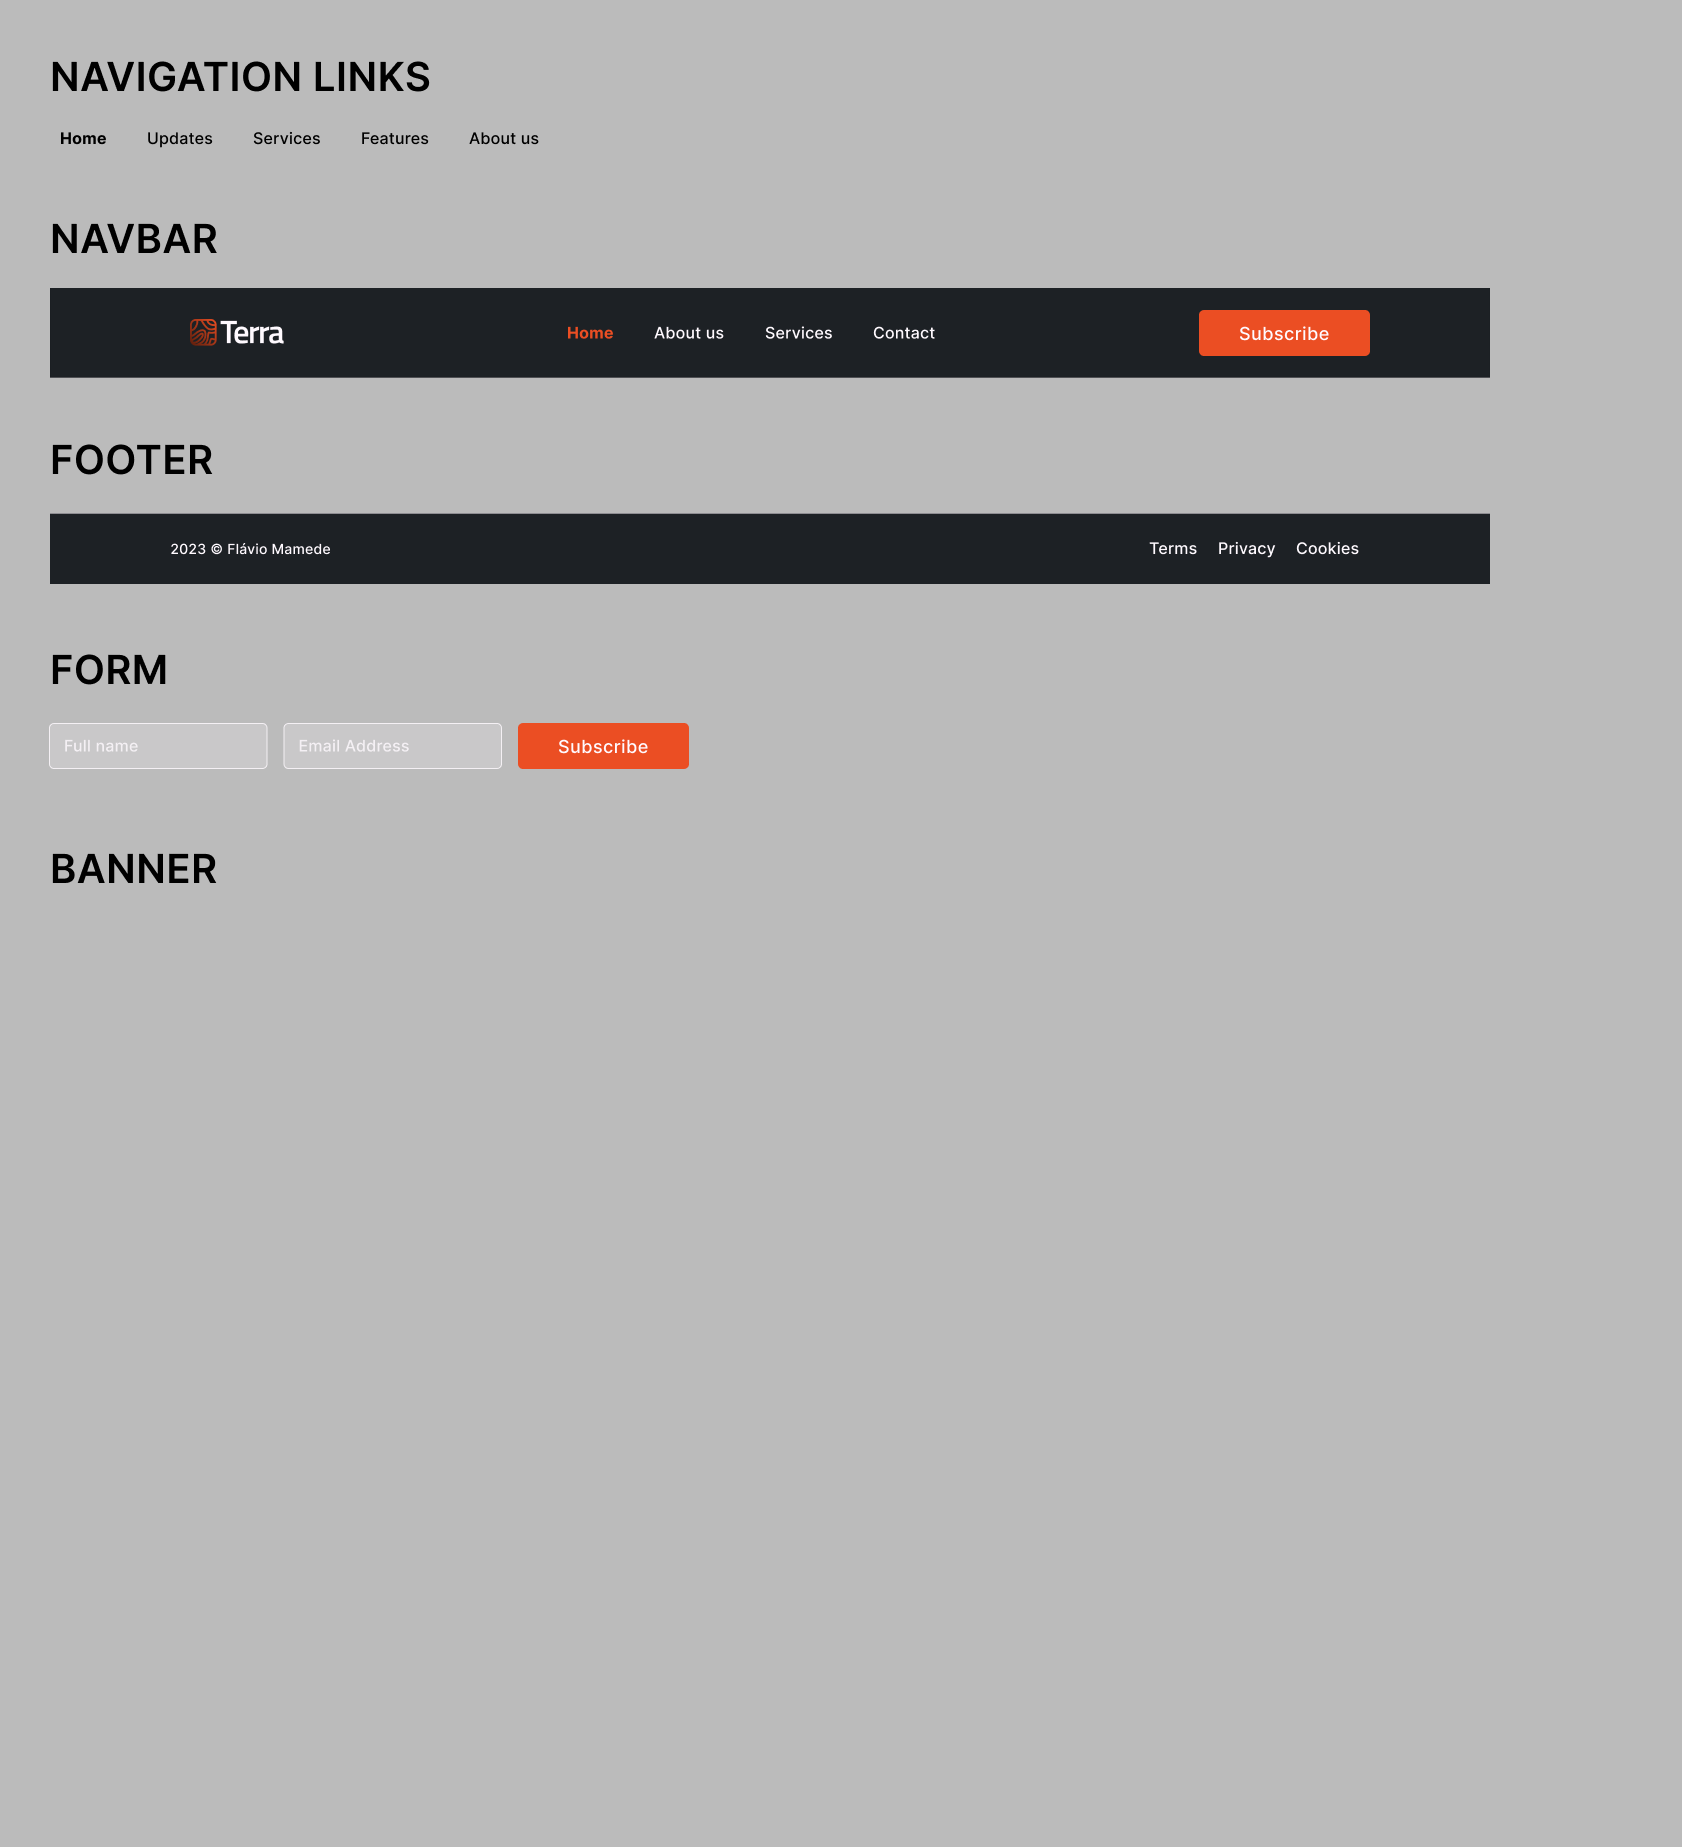 NAVIGATION LINKS
Home Updates Services Features About us
NAVBAR
Terra Home About us Services Contact Subscribe
FOOTER
2023 © Flávio Mamede Terms Privacy Cookies
FORM
Full name Email Address Subscribe
BANNER